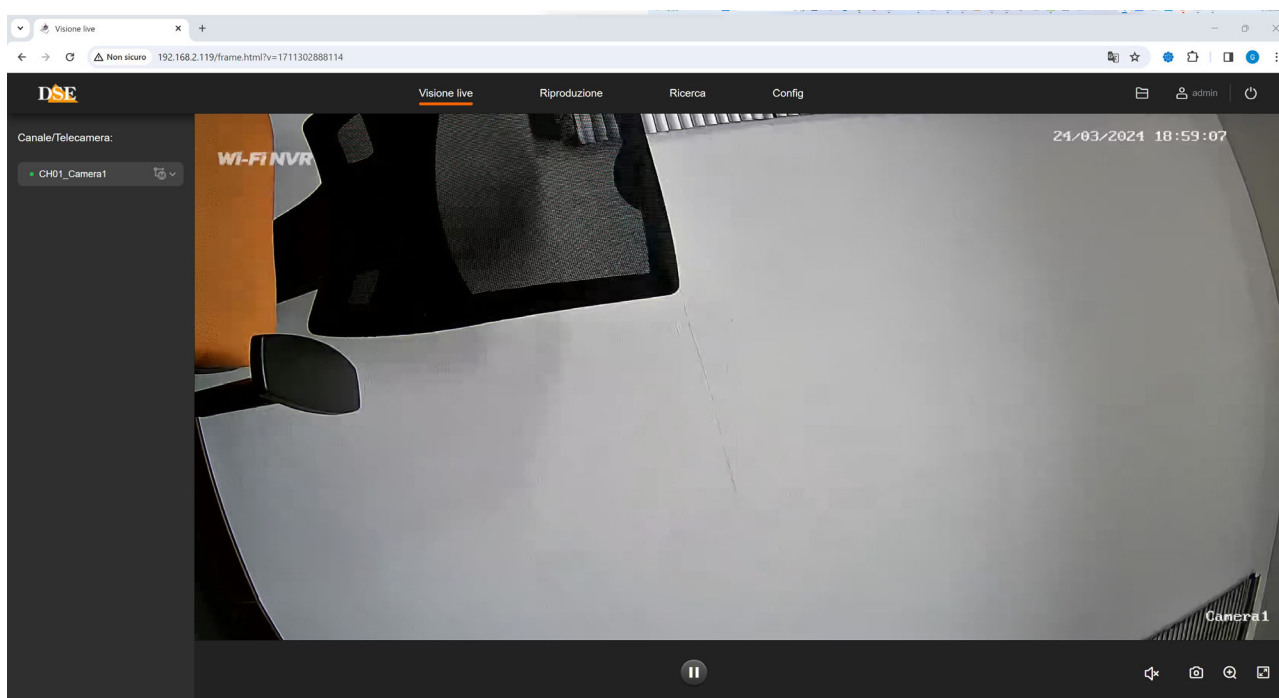 Visione live
Non sicuro 192.168.2.119/frame.html?v=1711302888114
G
DSE
Visione live Riproduzione Ricerca Config
admin
Canale/Telecamera:
CH01_Camera1
Wi-Fi NVR
24/03/2024 18:59:07
Camera1